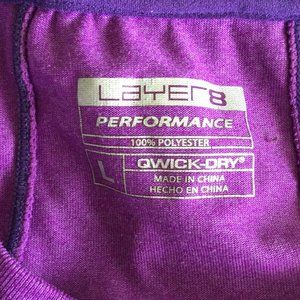 Layer8
PERFORMANCE
100% POLYESTER
L
QWICK-DRY®
MADE IN CHINA
HECHO EN CHINA